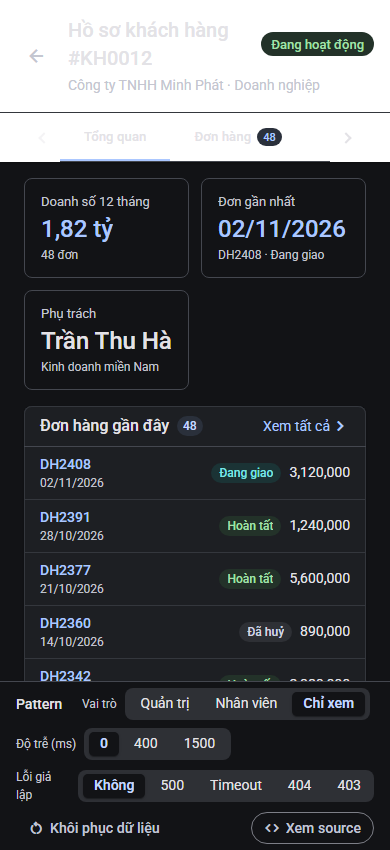 Hồ sơ khách hàng
#KH0012
Đang hoạt động
Công ty TNHH Minh Phát · Doanh nghiệp
Tổng quan
Đơn hàng 48
Doanh số 12 tháng
1,82 tỷ
48 đơn
Đơn gần nhất
02/11/2026
DH2408 · Đang giao
Phụ trách
Trần Thu Hà
Kinh doanh miền Nam
Đơn hàng gần đây 48
Xem tất cả
DH2408
02/11/2026
Đang giao 3,120,000
DH2391
28/10/2026
Hoàn tất 1,240,000
DH2377
21/10/2026
Hoàn tất 5,600,000
DH2360
14/10/2026
Đã huỷ 890,000
DH2342
Pattern Vai trò Quản trị Nhân viên Chỉ xem
Độ trễ (ms) 0 400 1500
Lỗi giả
lập
Không 500 Timeout 404 403
Khôi phục dữ liệu
Xem source